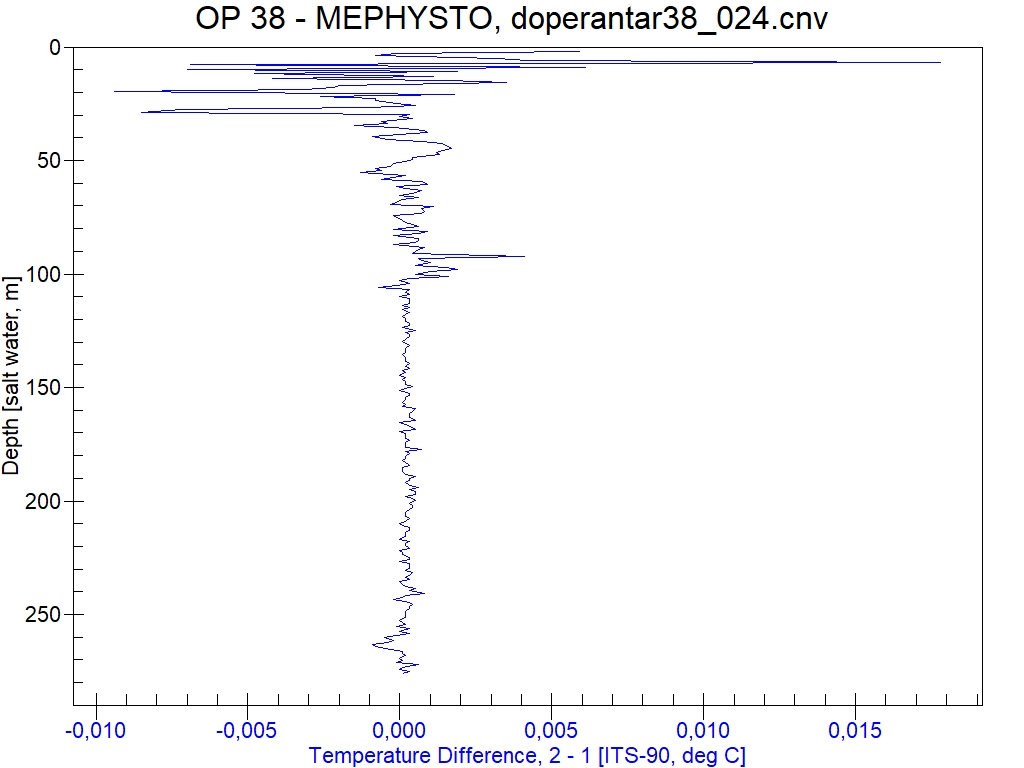 OP 38 - MEPHYSTO, doperantar38_024.cnv
0
50
100
150
200
250
Depth [salt water, m]
-0,010 -0,005 0,000 0,005 0,010 0,015
Temperature Difference, 2 - 1 [ITS-90, deg C]